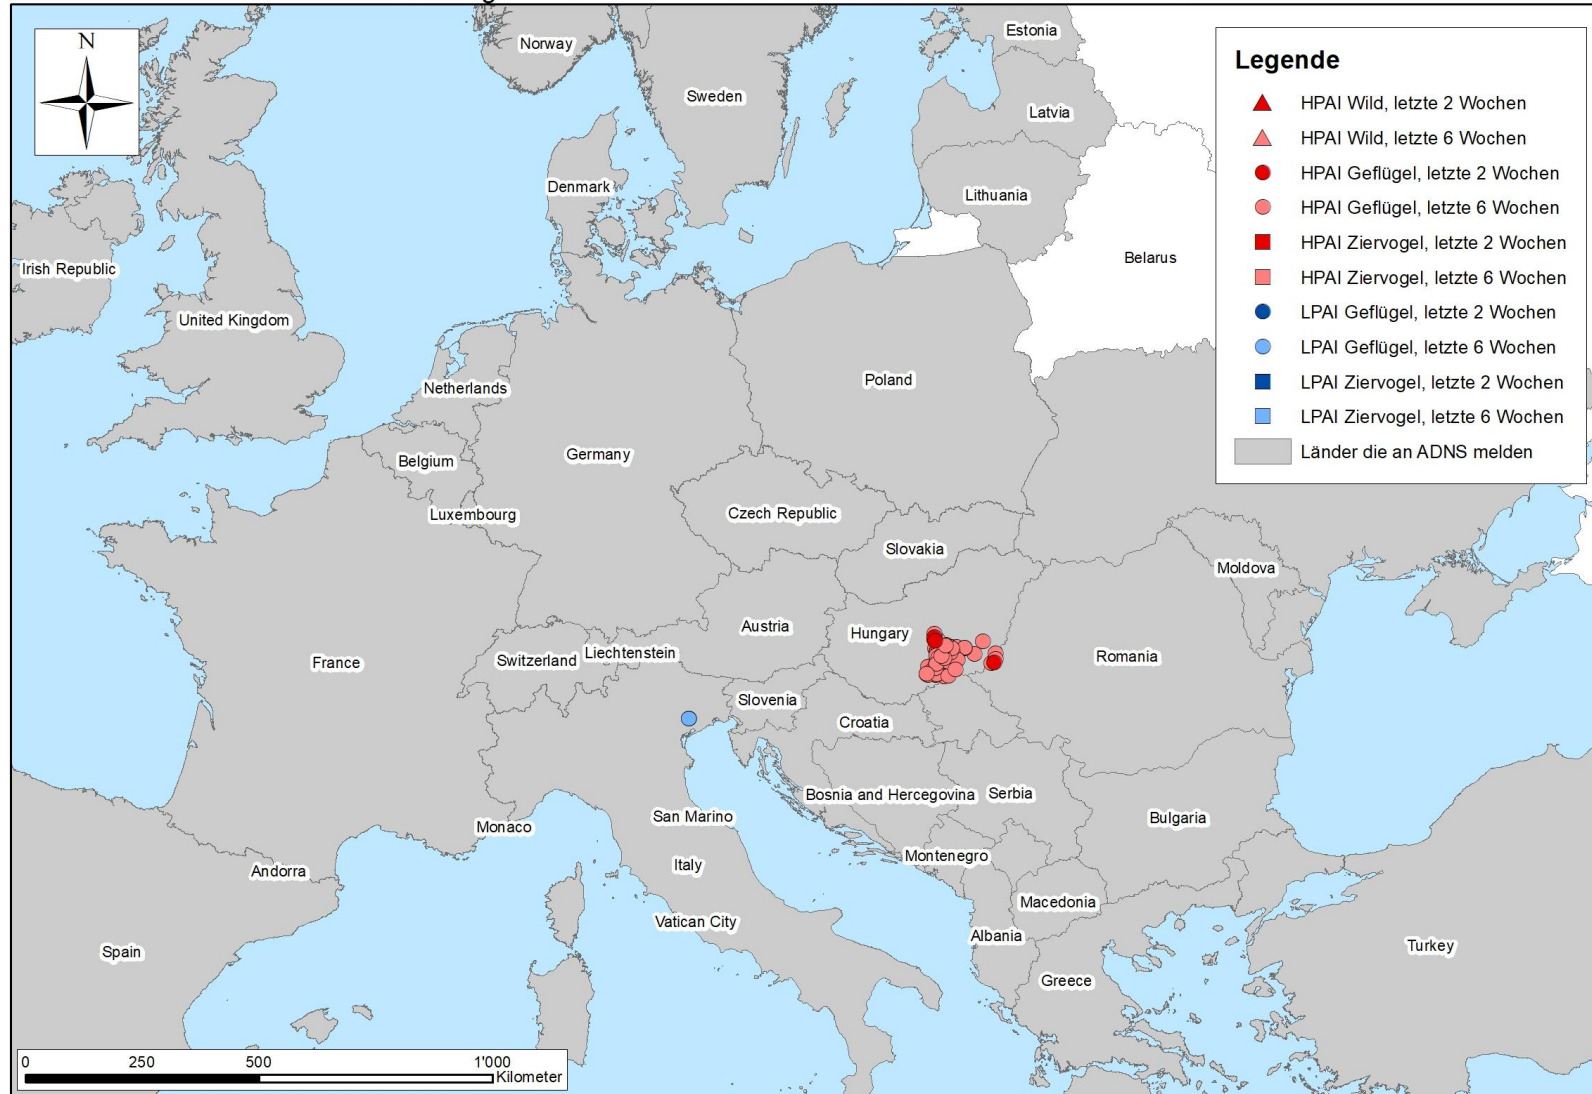 N
Legende
HPAI Wild, letzte 2 Wochen
HPAI Wild, letzte 6 Wochen
HPAI Geflügel, letzte 2 Wochen
HPAI Geflügel, letzte 6 Wochen
HPAI Ziervogel, letzte 2 Wochen
HPAI Ziervogel, letzte 6 Wochen
LPAI Geflügel, letzte 2 Wochen
LPAI Geflügel, letzte 6 Wochen
LPAI Ziervogel, letzte 2 Wochen
LPAI Ziervogel, letzte 6 Wochen
Länder die an ADNS melden
Estonia
Norway
Sweden
Latvia
Denmark
Lithuania
Belarus
Irish Republic
United Kingdom
Netherlands
Poland
Germany
Belgium
Luxembourg
Czech Republic
Slovakia
Moldova
Austria
Hungary
France
Switzerland
Liechtenstein
Romania
Slovenia
Croatia
Bosnia and Hercegovina
Serbia
Bulgaria
San Marino
Monaco
Montenegro
Italy
Andorra
Macedonia
Vatican City
Albania
Spain
Turkey
Greece
0 250 500 1'000
Kilometer